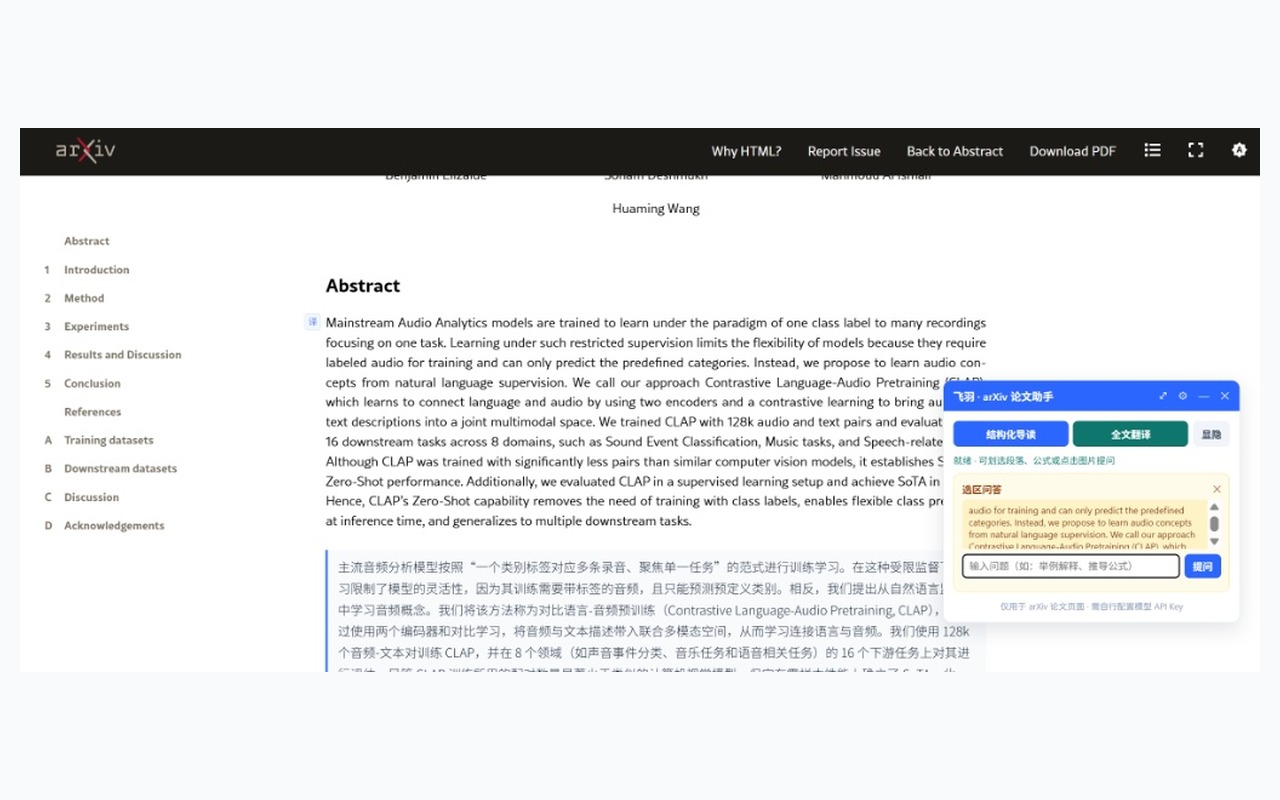 arXiv
Why HTML?
Report Issue
Back to Abstract
Download PDF
Benjamin Elizalde
Soham Deshmukh
Mahmoud Al Ismail
Huaming Wang
Abstract
1 Introduction
2 Method
3 Experiments
4 Results and Discussion
5 Conclusion
References
A Training datasets
B Downstream datasets
C Discussion
D Acknowledgements
Abstract
译
Mainstream Audio Analytics models are trained to learn under the paradigm of one class label to many recordings
focusing on one task. Learning under such restricted supervision limits the flexibility of models because they require
labeled audio for training and can only predict the predefined categories. Instead, we propose to learn audio con-
cepts from natural language supervision. We call our approach Contrastive Language-Audio Pretraining (CLAP),
which learns to connect language and audio by using two encoders and a contrastive learning to bring au
text descriptions into a joint multimodal space. We trained CLAP with 128k audio and text pairs and evaluat
16 downstream tasks across 8 domains, such as Sound Event Classification, Music tasks, and Speech-relate
Although CLAP was trained with significantly less pairs than similar computer vision models, it establishes S
Zero-Shot performance. Additionally, we evaluated CLAP in a supervised learning setup and achieve SoTA in
Hence, CLAP's Zero-Shot capability removes the need of training with class labels, enables flexible class pre
at inference time, and generalizes to multiple downstream tasks.
主流音频分析模型按照“一个类别标签对应多条录音、聚焦单一任务”的范式进行训练学习。在这种受限监督
习限制了模型的灵活性，因为其训练需要带标签的音频，且只能预测预定义类别。相反，我们提出从自然语言
中学习音频概念。我们将该方法称为对比语言-音频预训练（Contrastive Language-Audio Pretraining, CLAP），
过使用两个编码器和对比学习，将音频与文本描述带入联合多模态空间，从而学习连接语言与音频。我们使用 128k
个音频-文本对训练 CLAP，并在 8 个领域（如声音事件分类、音乐任务和语音相关任务）的 16 个下游任务上对其进
飞羽 · arXiv 论文助手
结构化导读
全文翻译
显隐
就绪 · 可划选段落、公式或点击图片提问
选区问答
audio for training and can only predict the predefined
categories. Instead, we propose to learn audio concepts
from natural language supervision. We call our approach
Contrastive Language-Audio Pretraining (CLAP), which
输入问题（如：举例解释、推导公式）
提问
仅用于 arXiv 论文页面 · 需自行配置模型 API Key